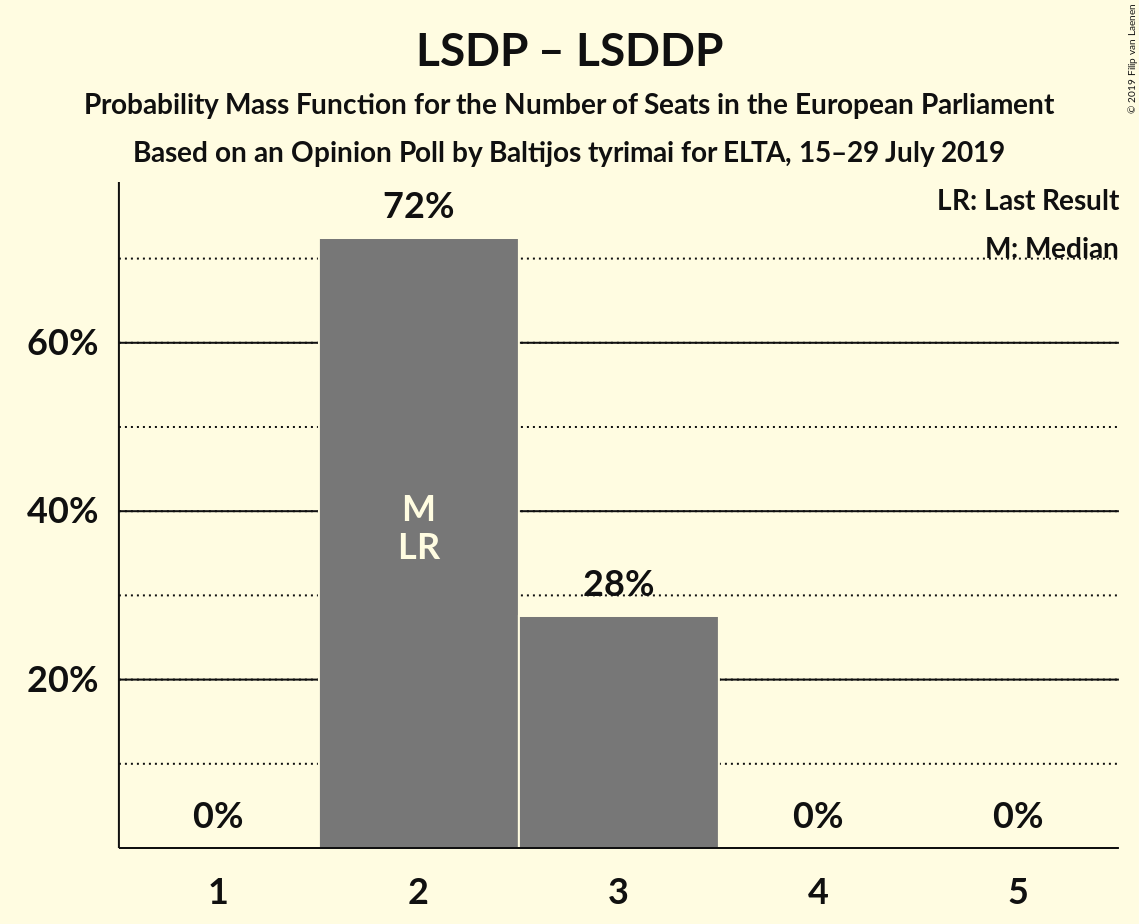 LSDP – LSDDP
Probability Mass Function for the Number of Seats in the European Parliament
Based on an Opinion Poll by Baltijos tyrimai for ELTA, 15–29 July 2019
© 2019 Filip van Laenen
LR: Last Result
M: Median
72%
60%
40%
20%
M
LR
28%
0%
0%
0%
1
2
3
4
5